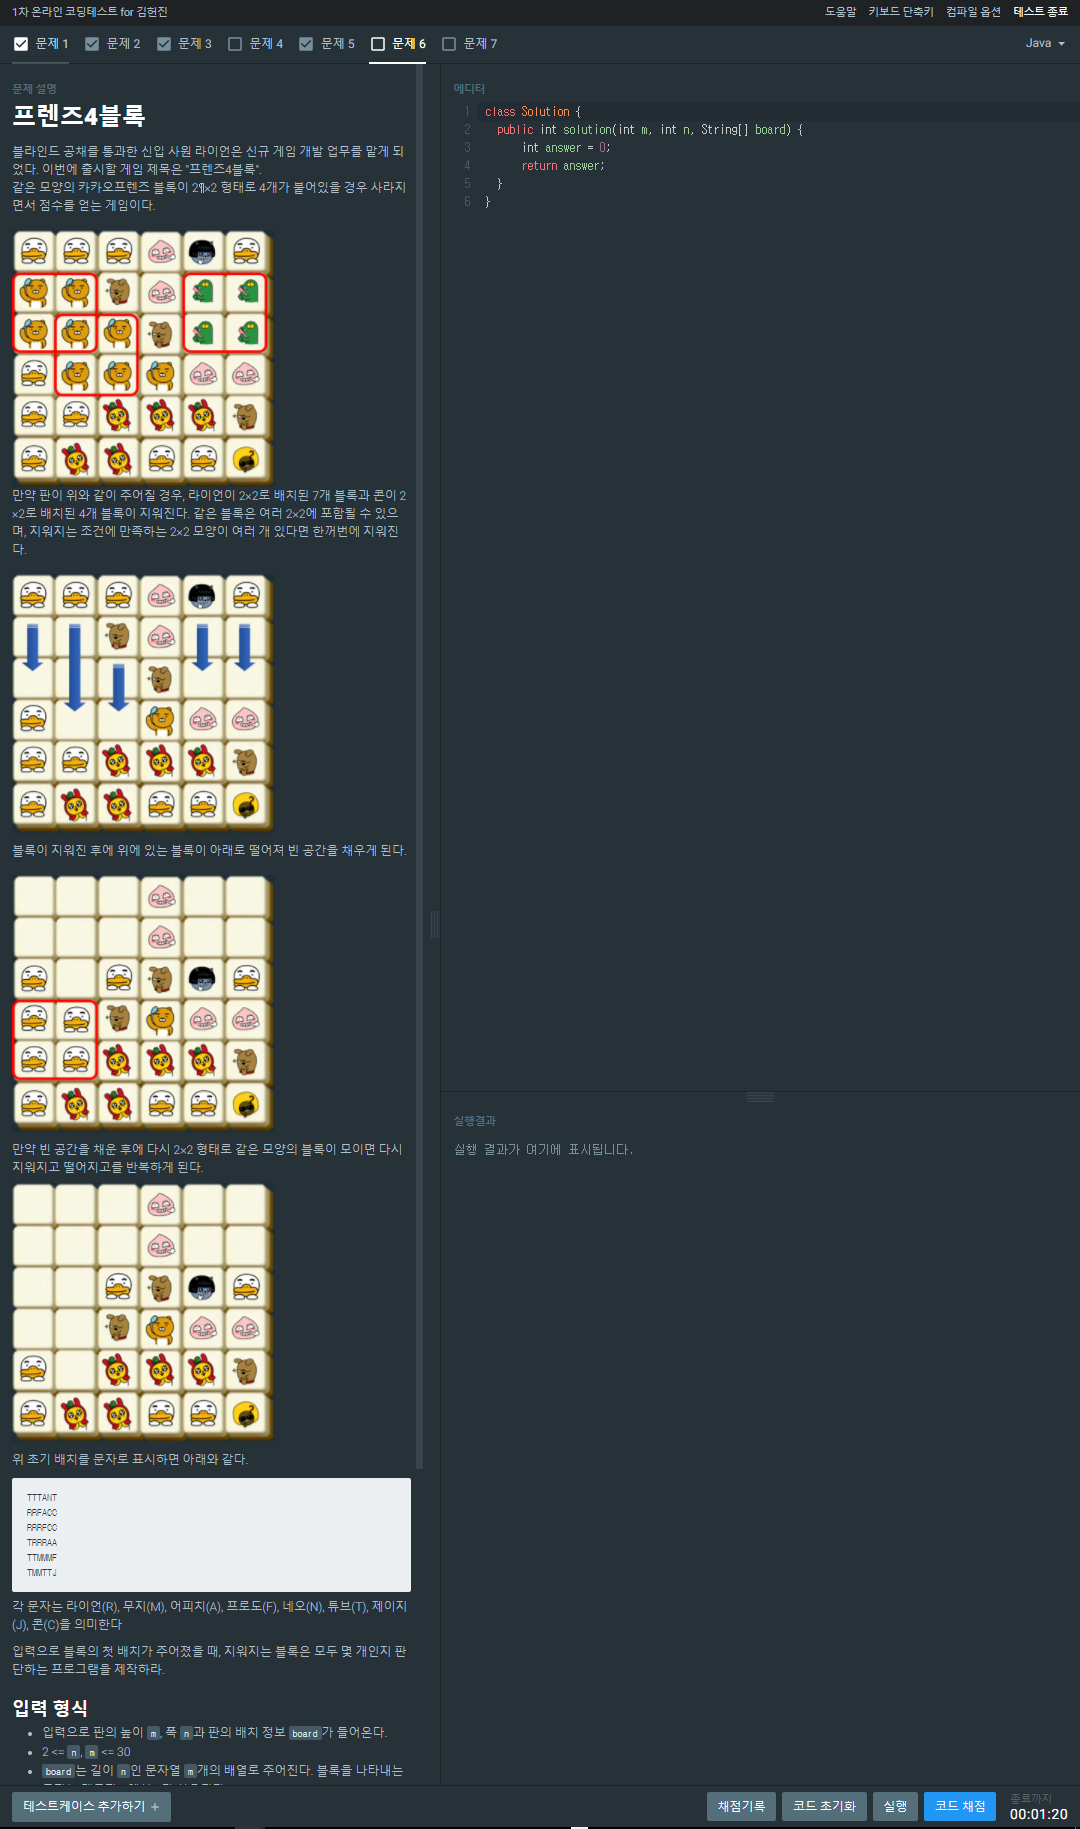 1차 온라인 코딩테스트 for 김헌진
도움말 키보드 단축키 컴파일 옵션 테스트 종료
문제 1 문제 2 문제 3 문제 4 문제 5 문제 6 문제 7
Java
문제 설명
프렌즈4블록
블라인드 공채를 통과한 신입 사원 라이언은 신규 게임 개발 업무를 맡게 되
었다. 이번에 출시할 게임 제목은 "프렌즈4블록".
같은 모양의 카카오프렌즈 블록이 2¶×2 형태로 4개가 붙어있을 경우 사라지
면서 점수를 얻는 게임이다.
만약 판이 위와 같이 주어질 경우, 라이언이 2×2로 배치된 7개 블록과 콘이 2
×2로 배치된 4개 블록이 지워진다. 같은 블록은 여러 2×2에 포함될 수 있으
며, 지워지는 조건에 만족하는 2×2 모양이 여러 개 있다면 한꺼번에 지워진
다.
블록이 지워진 후에 위에 있는 블록이 아래로 떨어져 빈 공간을 채우게 된다.
만약 빈 공간을 채운 후에 다시 2×2 형태로 같은 모양의 블록이 모이면 다시
지워지고 떨어지고를 반복하게 된다.
위 초기 배치를 문자로 표시하면 아래와 같다.
TTTANT
RRFACC
RRRFCC
TRRRAA
TTMMMF
TMMTTJ
각 문자는 라이언(R), 무지(M), 어피치(A), 프로도(F), 네오(N), 튜브(T), 제이지
(J), 콘(C)을 의미한다
입력으로 블록의 첫 배치가 주어졌을 때, 지워지는 블록은 모두 몇 개인지 판
단하는 프로그램을 제작하라.
입력 형식
입력으로 판의 높이 m, 폭 n과 판의 배치 정보 board가 들어온다.
2 <= n, m <= 30
board는 길이 n인 문자열 m개의 배열로 주어진다. 블록을 나타내는
에디터
1 class Solution {
2 public int solution(int m, int n, String[] board) {
3 int answer = 0;
4 return answer;
5 }
6 }
실행결과
실행 결과가 여기에 표시됩니다.
테스트케이스 추가하기 +
채점기록 코드 초기화 실행 코드 채점
종료까지
00:01:20